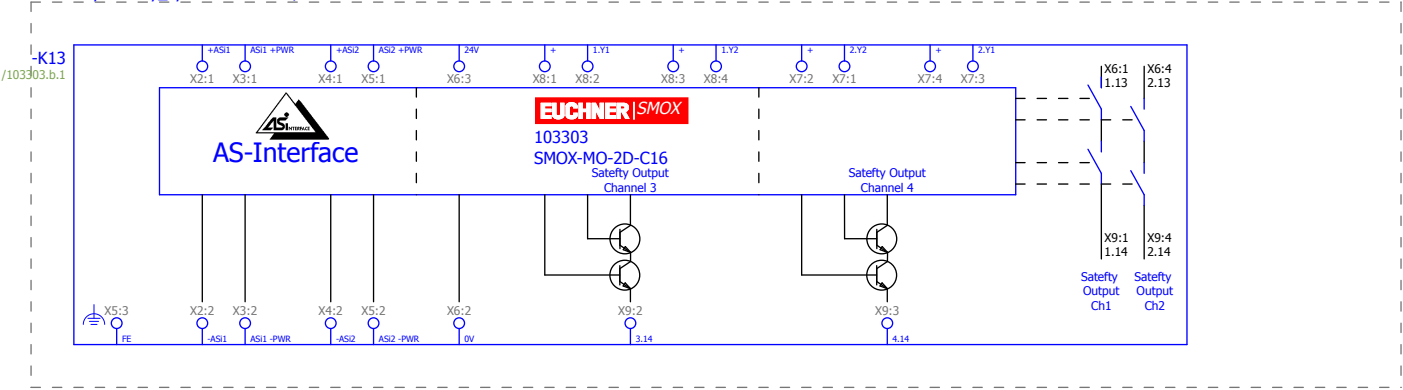 -K13
/103303.b.1
+ASi1
ASi1 +PWR
+ASi2
ASi2 +PWR
24V
+
1.Y1
+
1.Y2
+
2.Y2
+
2.Y1
X2:1
X3:1
X4:1
X5:1
X6:3
X8:1
X8:2
X8:3
X8:4
X7:2
X7:1
X7:4
X7:3
X6:1
1.13
X6:4
2.13
ASi INTERFACE
AS-Interface
EUCHNER SMOX
103303
SMOX-MO-2D-C16
Satefty Output
Channel 3
Satefty Output
Channel 4
X9:1
1.14
X9:4
2.14
Satefty
Output
Ch1
Satefty
Output
Ch2
X5:3
X2:2
X3:2
X4:2
X5:2
X6:2
X9:2
X9:3
FE
-ASi1
ASi1 -PWR
-ASi2
ASi2 -PWR
0V
3.14
4.14